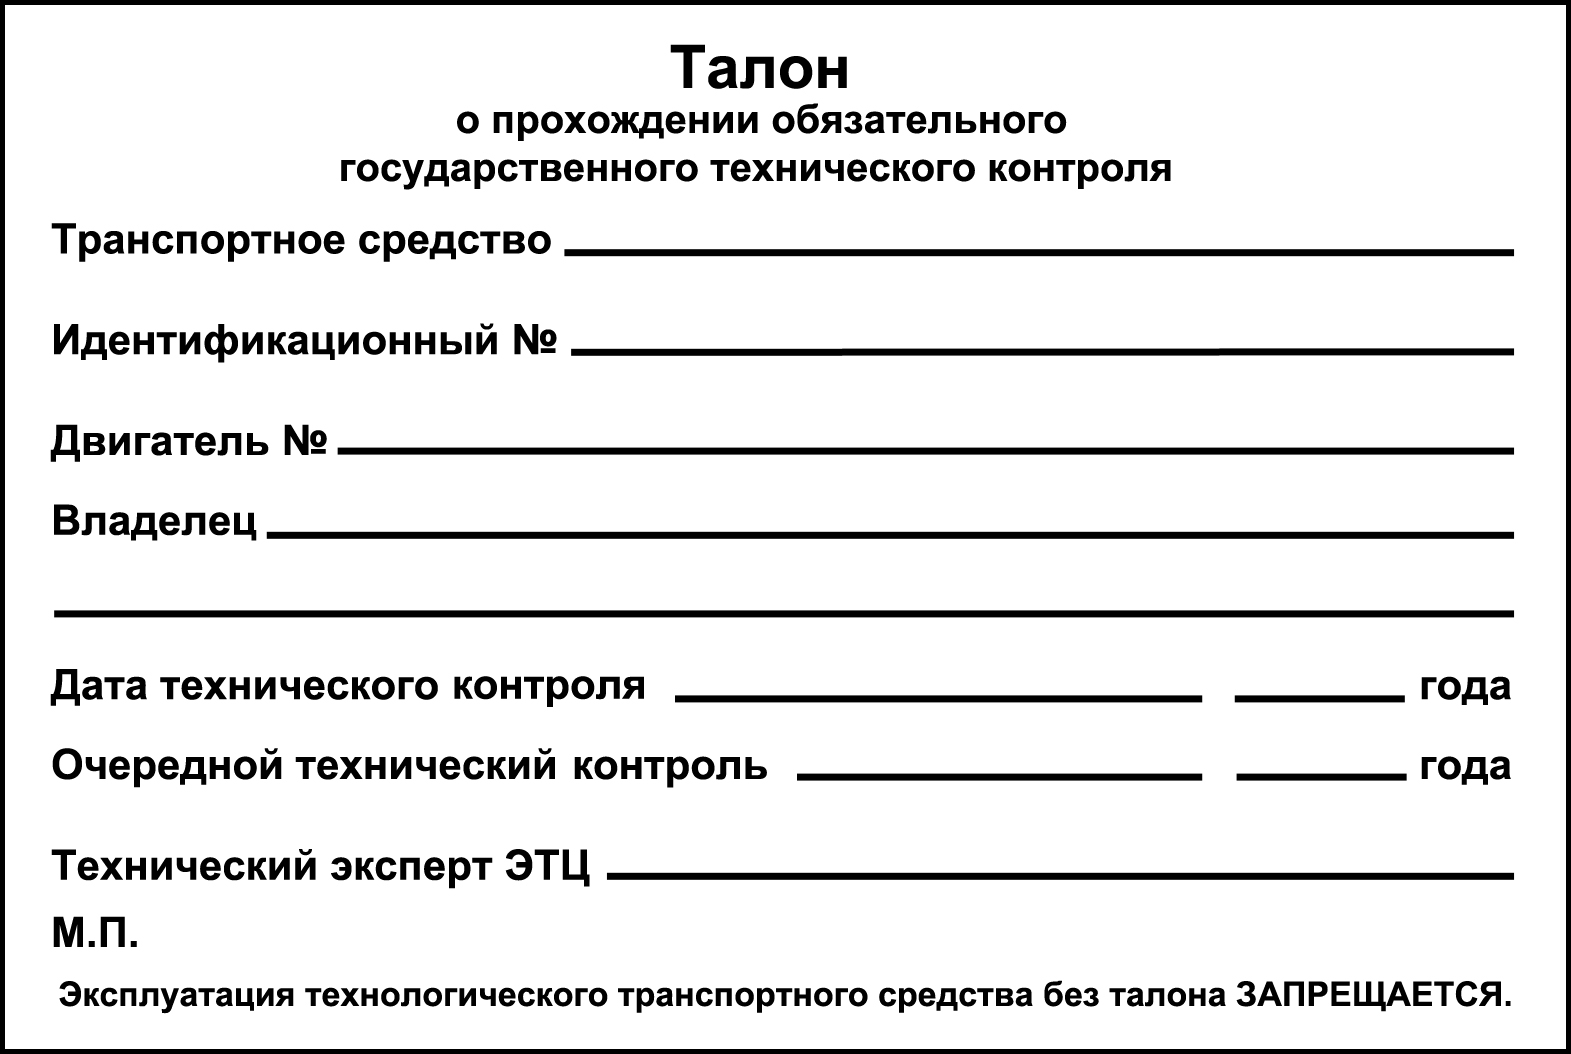 Талон
о прохождении обязательного
государственного технического контроля
Транспортное средство
Идентификационный №
Двигатель №
Владелец
Дата технического контроля года
Очередной технический контроль года
Технический эксперт ЭТЦ
М.П.
Эксплуатация технологического транспортного средства без талона ЗАПРЕЩАЕТСЯ.